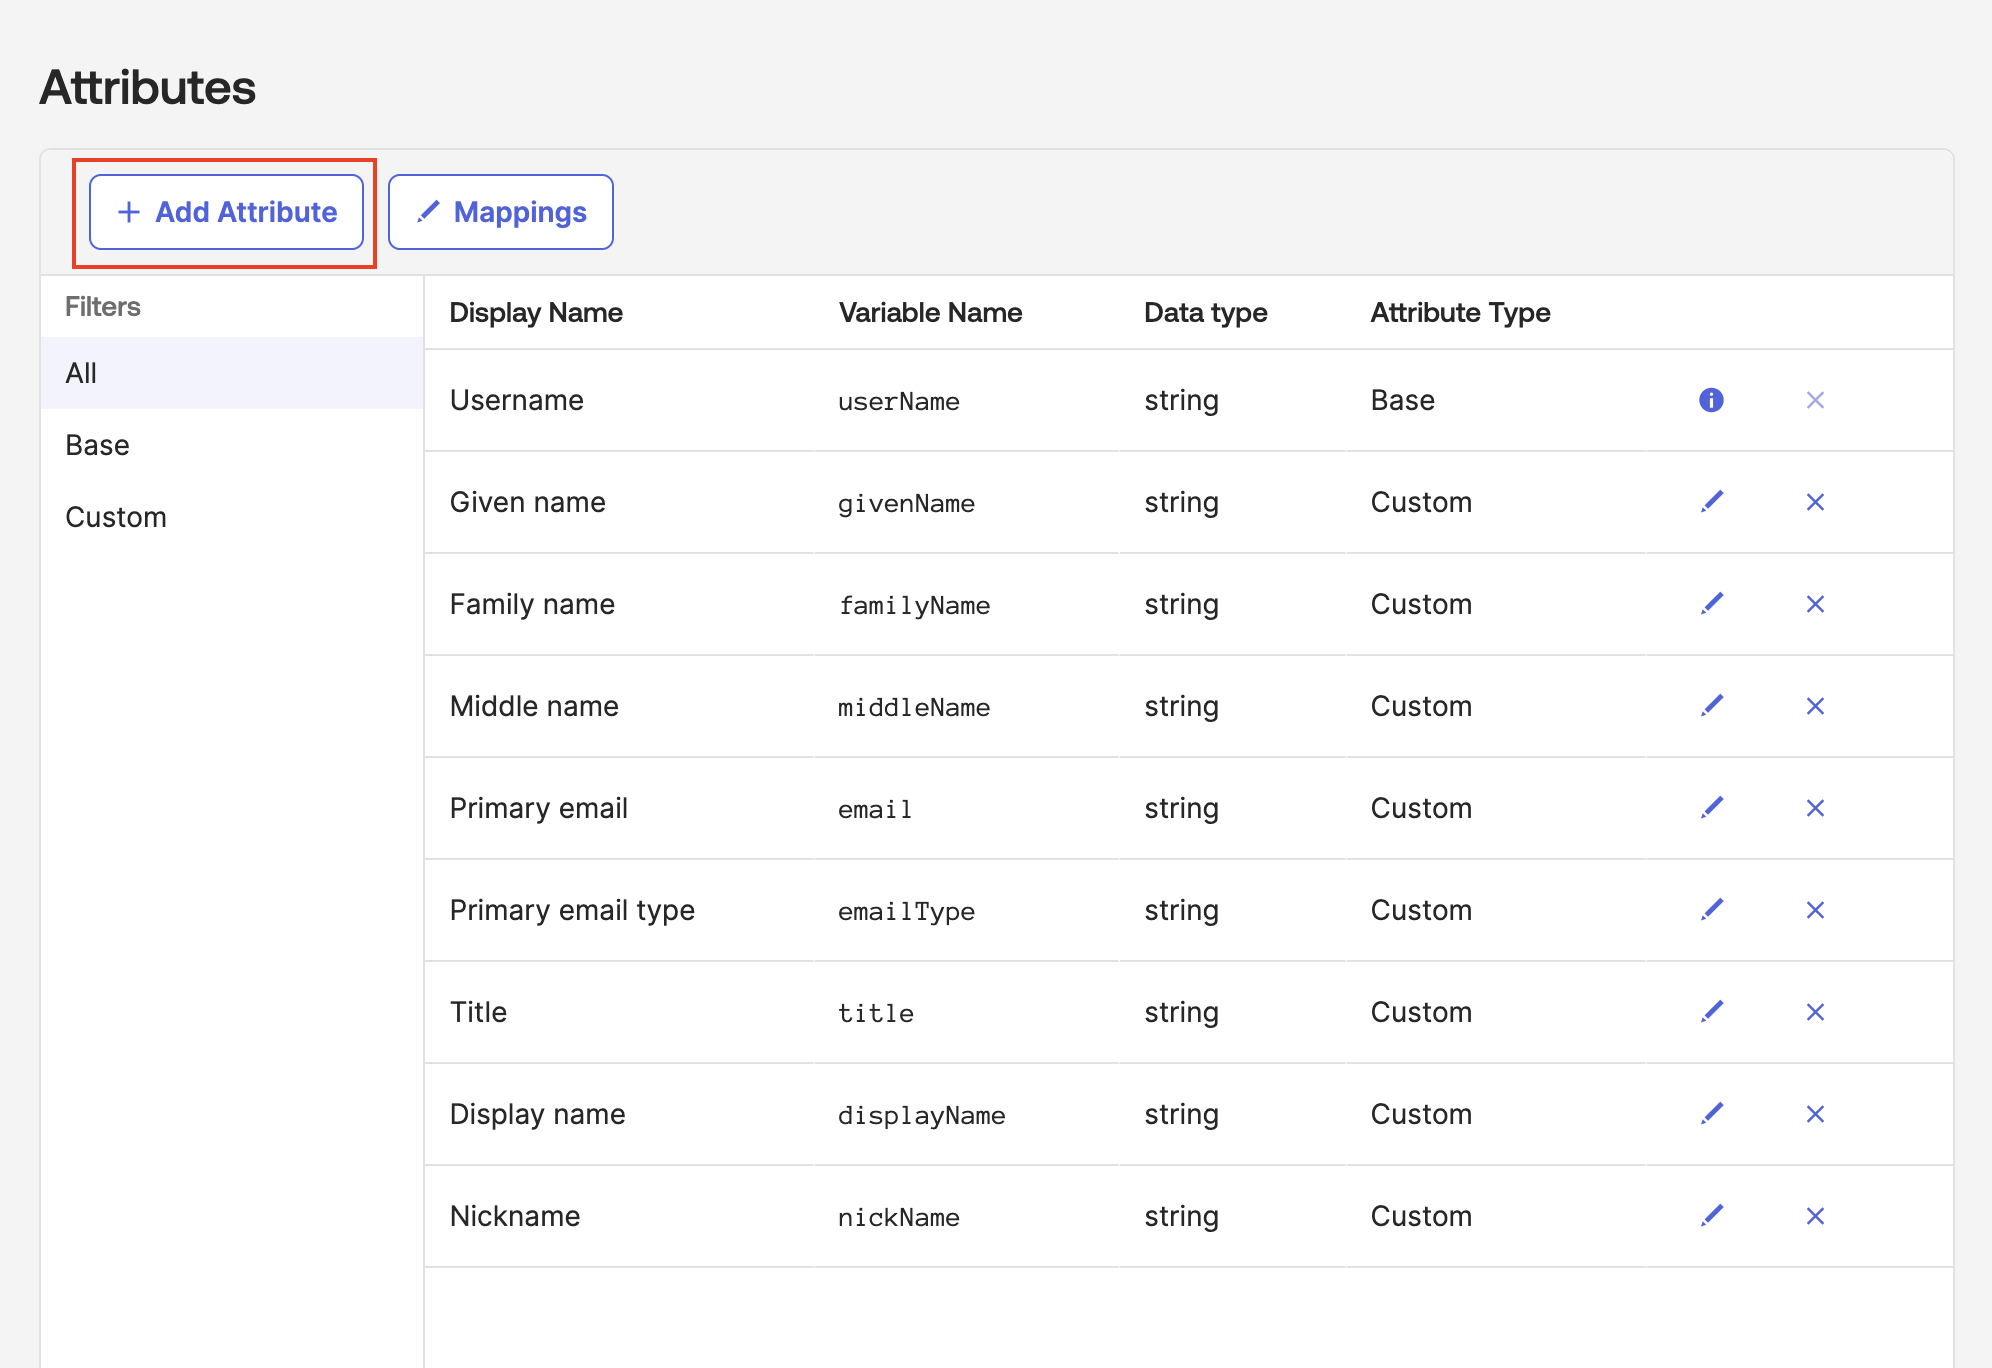 Attributes
Add Attribute Mappings
Filters
All
Base
Custom
Display Name Variable Name Data type Attribute Type
Username userName string Base
Given name givenName string Custom
Family name familyName string Custom
Middle name middleName string Custom
Primary email email string Custom
Primary email type emailType string Custom
Title title string Custom
Display name displayName string Custom
Nickname nickName string Custom